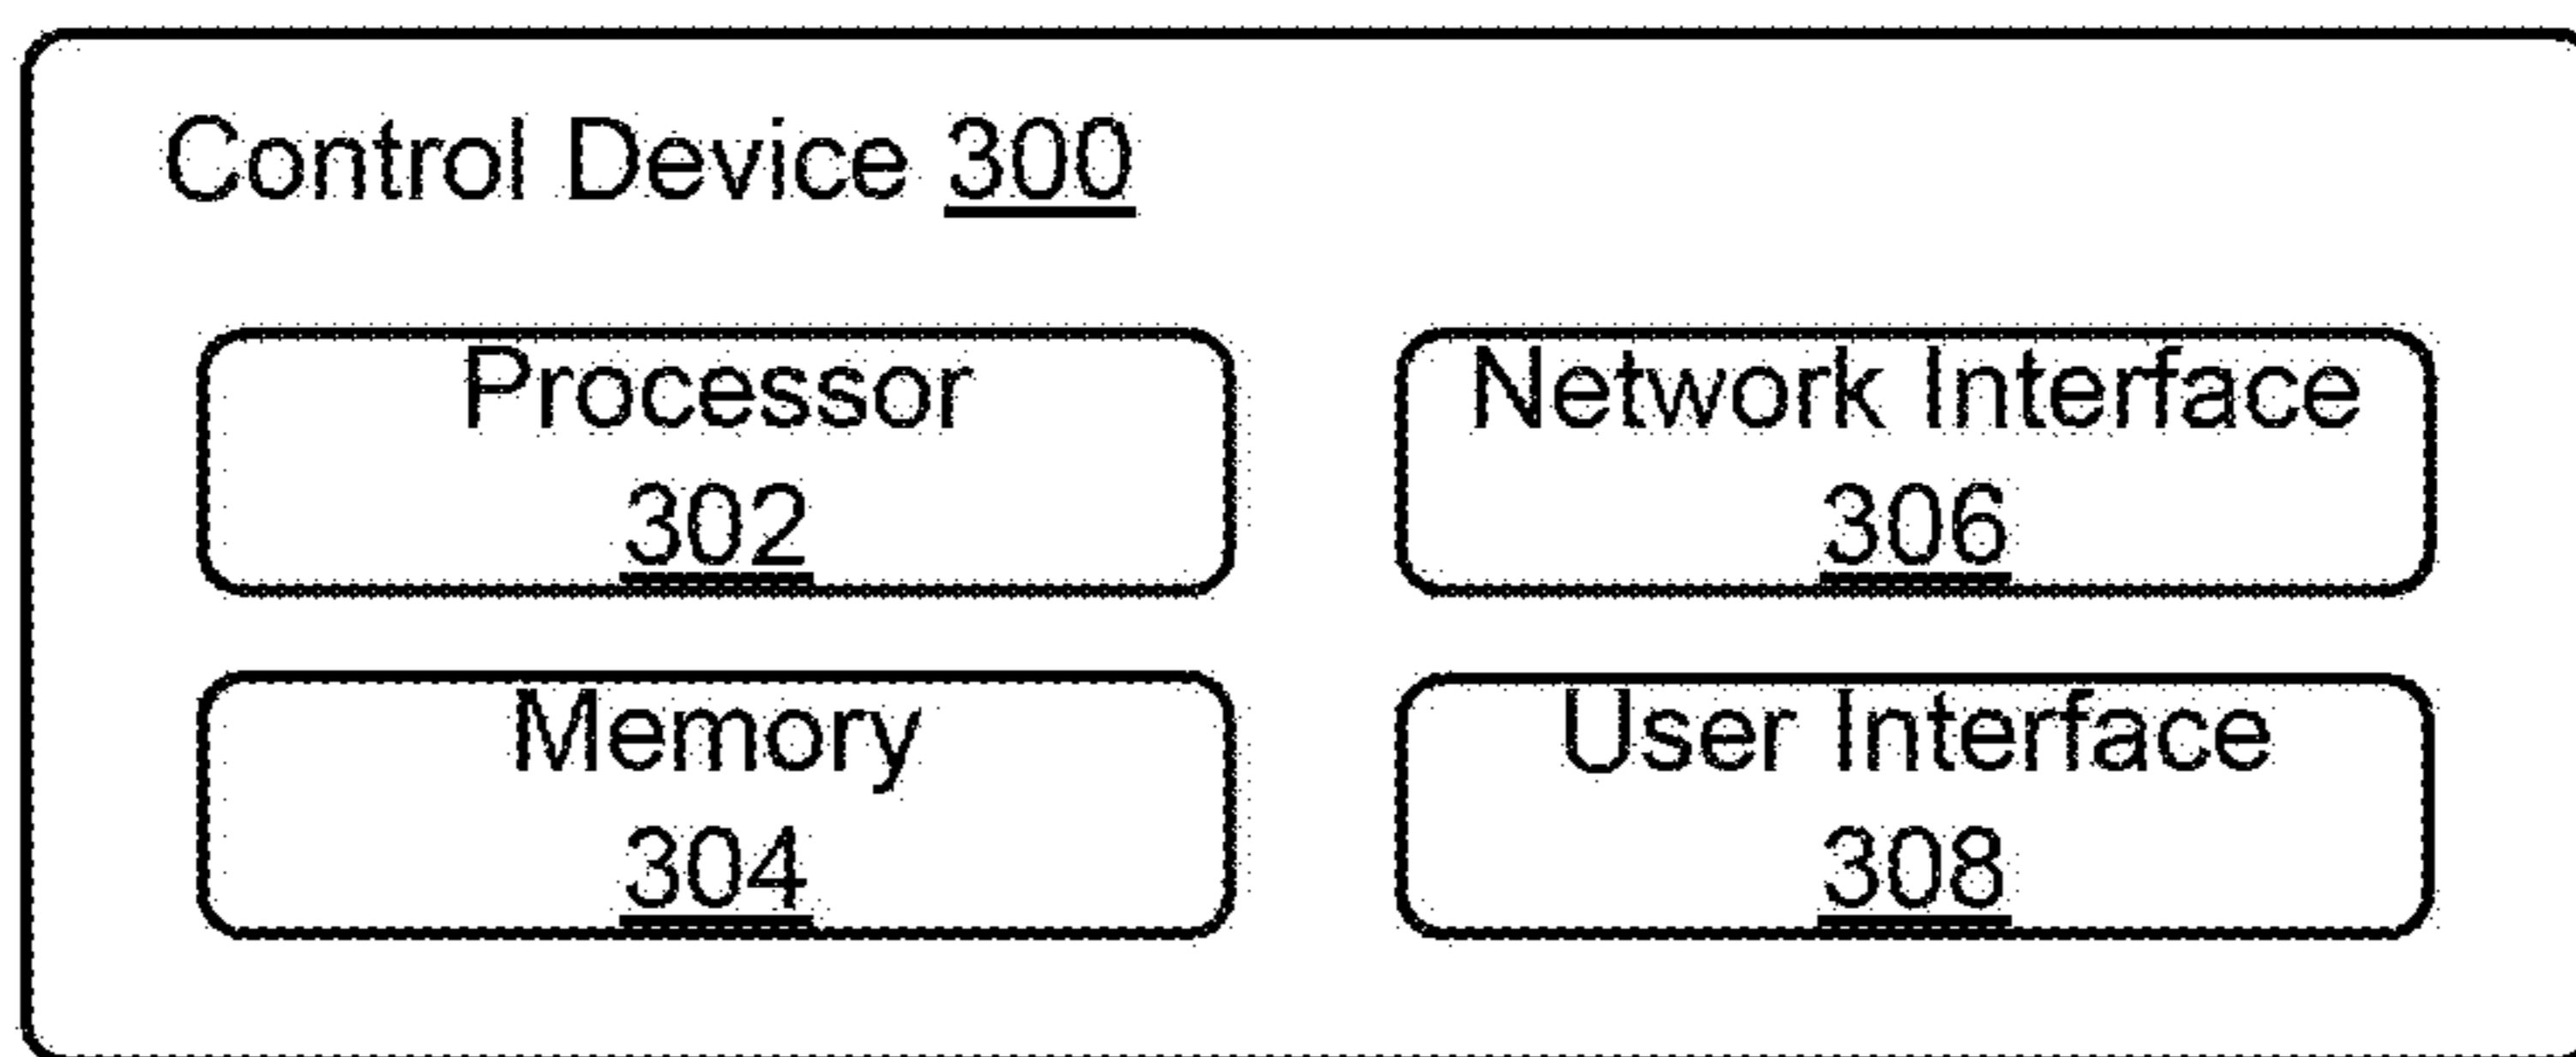 Control Device 300
Processor
302
Network Interface
306
Memory
304
User Interface
308